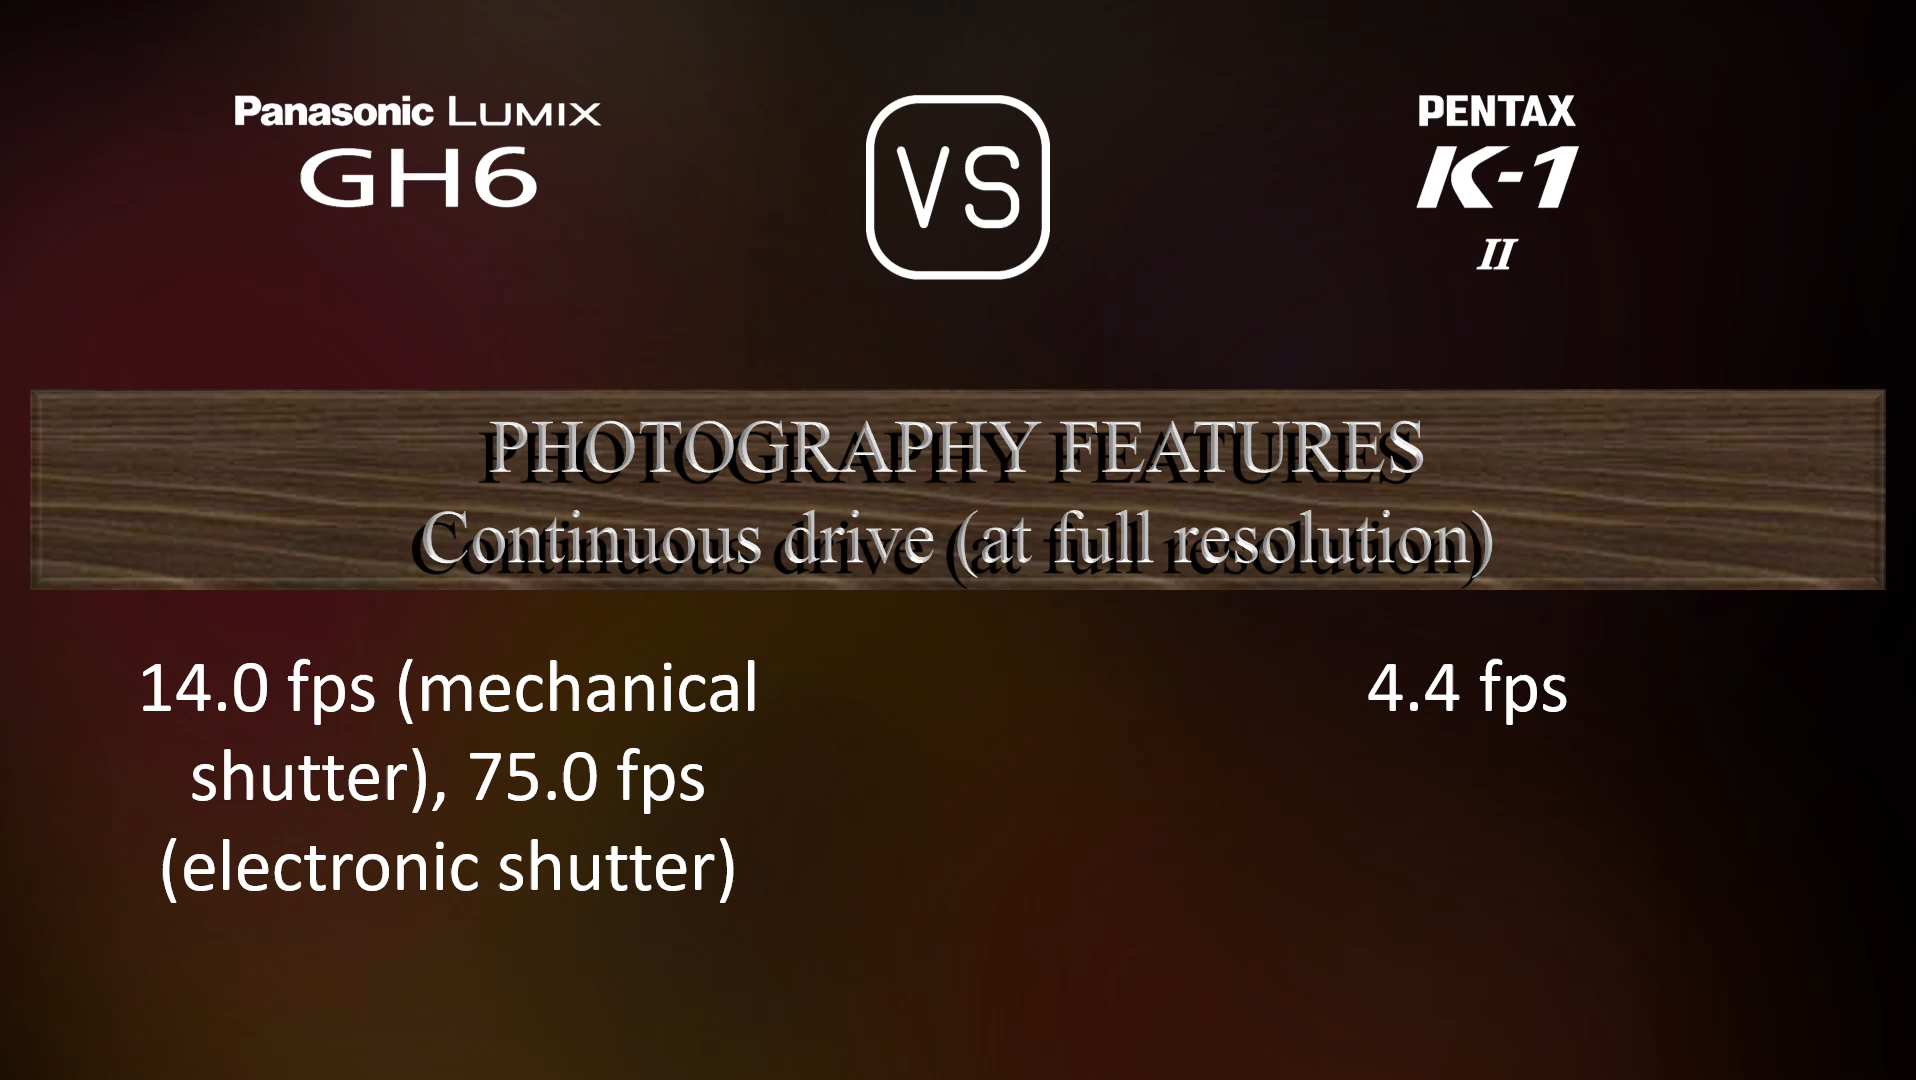 Panasonic LUMIX
GH6
VS
PENTAX
K-1
II
PHOTOGRAPHY FEATURES
Continuous drive (at full resolution)
14.0 fps (mechanical
shutter), 75.0 fps
(electronic shutter)
4.4 fps